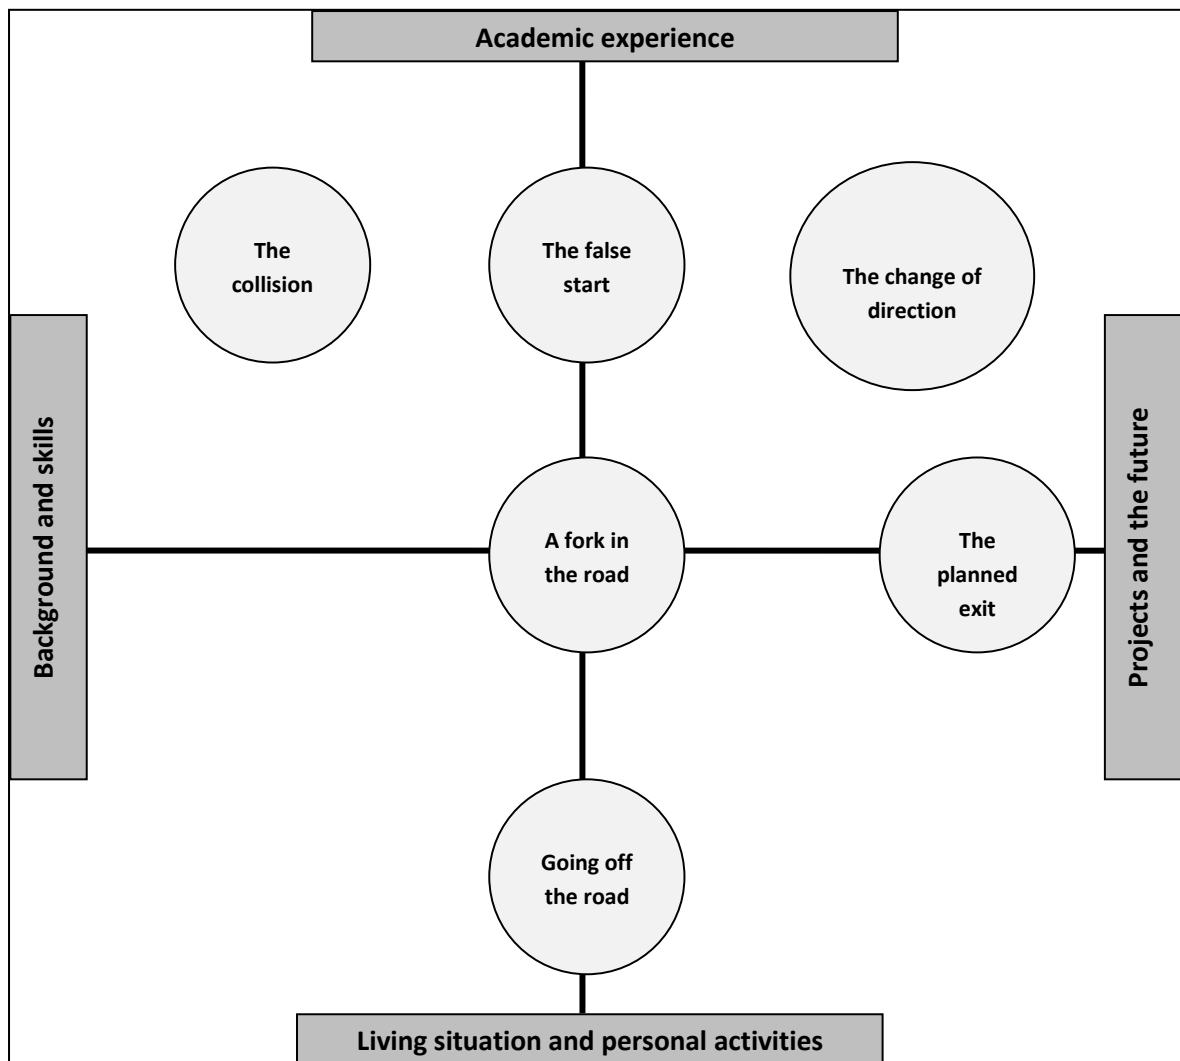 Academic experience
The
collision
The false
start
The change of
direction
Background and skills
A fork in
the road
The
planned
exit
Projects and the future
Going off
the road
Living situation and personal activities